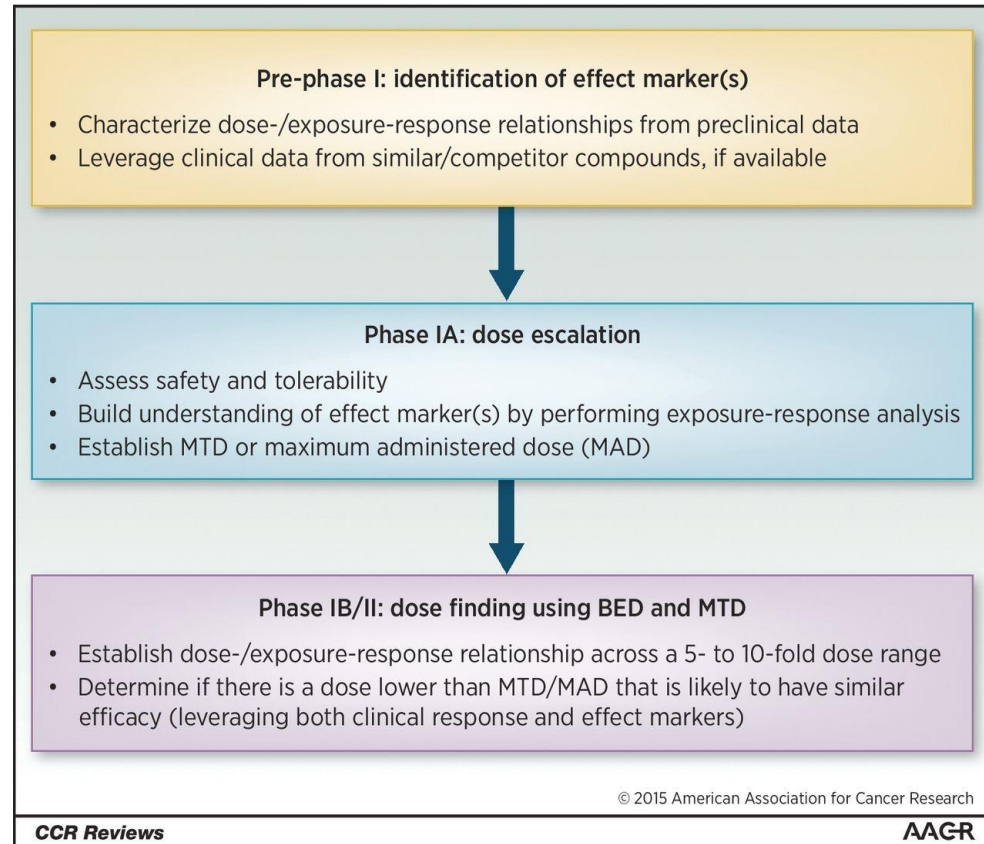 Pre-phase I: identification of effect marker(s)
• Characterize dose-/exposure-response relationships from preclinical data
• Leverage clinical data from similar/competitor compounds, if available
Phase IA: dose escalation
• Assess safety and tolerability
• Build understanding of effect marker(s) by performing exposure-response analysis
• Establish MTD or maximum administered dose (MAD)
Phase IB/II: dose finding using BED and MTD
• Establish dose-/exposure-response relationship across a 5- to 10-fold dose range
• Determine if there is a dose lower than MTD/MAD that is likely to have similar
efficacy (leveraging both clinical response and effect markers)
© 2015 American Association for Cancer Research
CCR Reviews
AACR